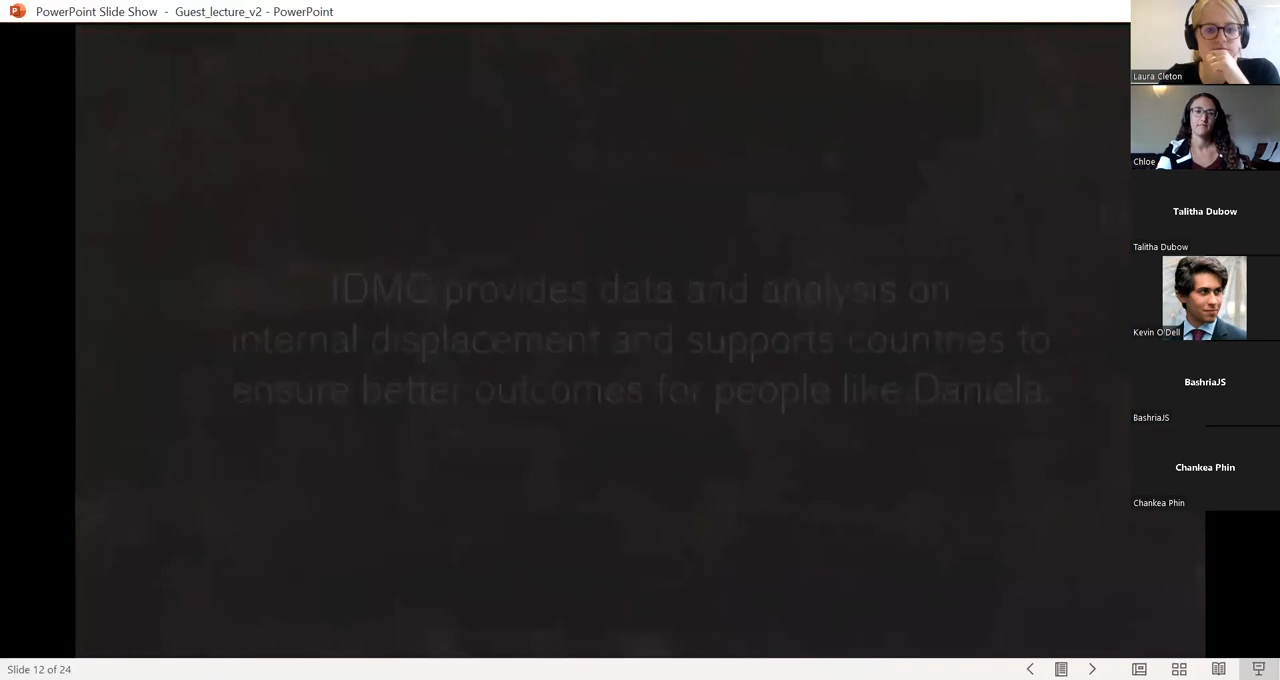 PowerPoint Slide Show - Guest_lecture_v2 - PowerPoint
Laura Cleton
Chloe
Talitha Dubow
Talitha Dubow
Kevin O'Dell
BashriaJS
BashriaJS
Chankea Phin
Chankea Phin
IDMC provides data and analysis on
internal displacement and supports countries to
ensure better outcomes for people like Daniela.
Slide 12 of 24